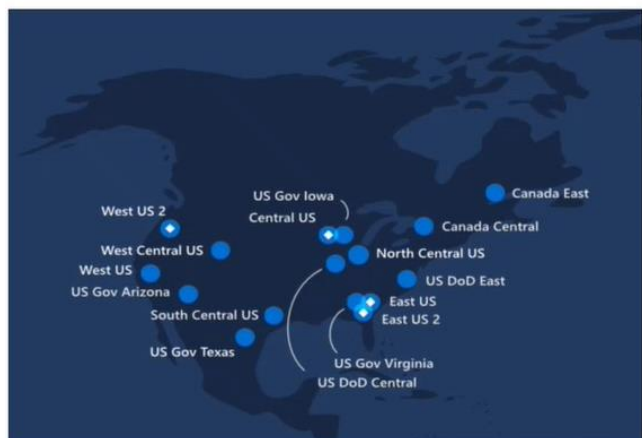 Canada East
US Gov Iowa
West US 2
Central US
Canada Central
West Central US
North Central US
West US
US DoD East
US Gov Arizona
East US
South Central US
East US 2
US Gov Texas
US Gov Virginia
US DoD Central